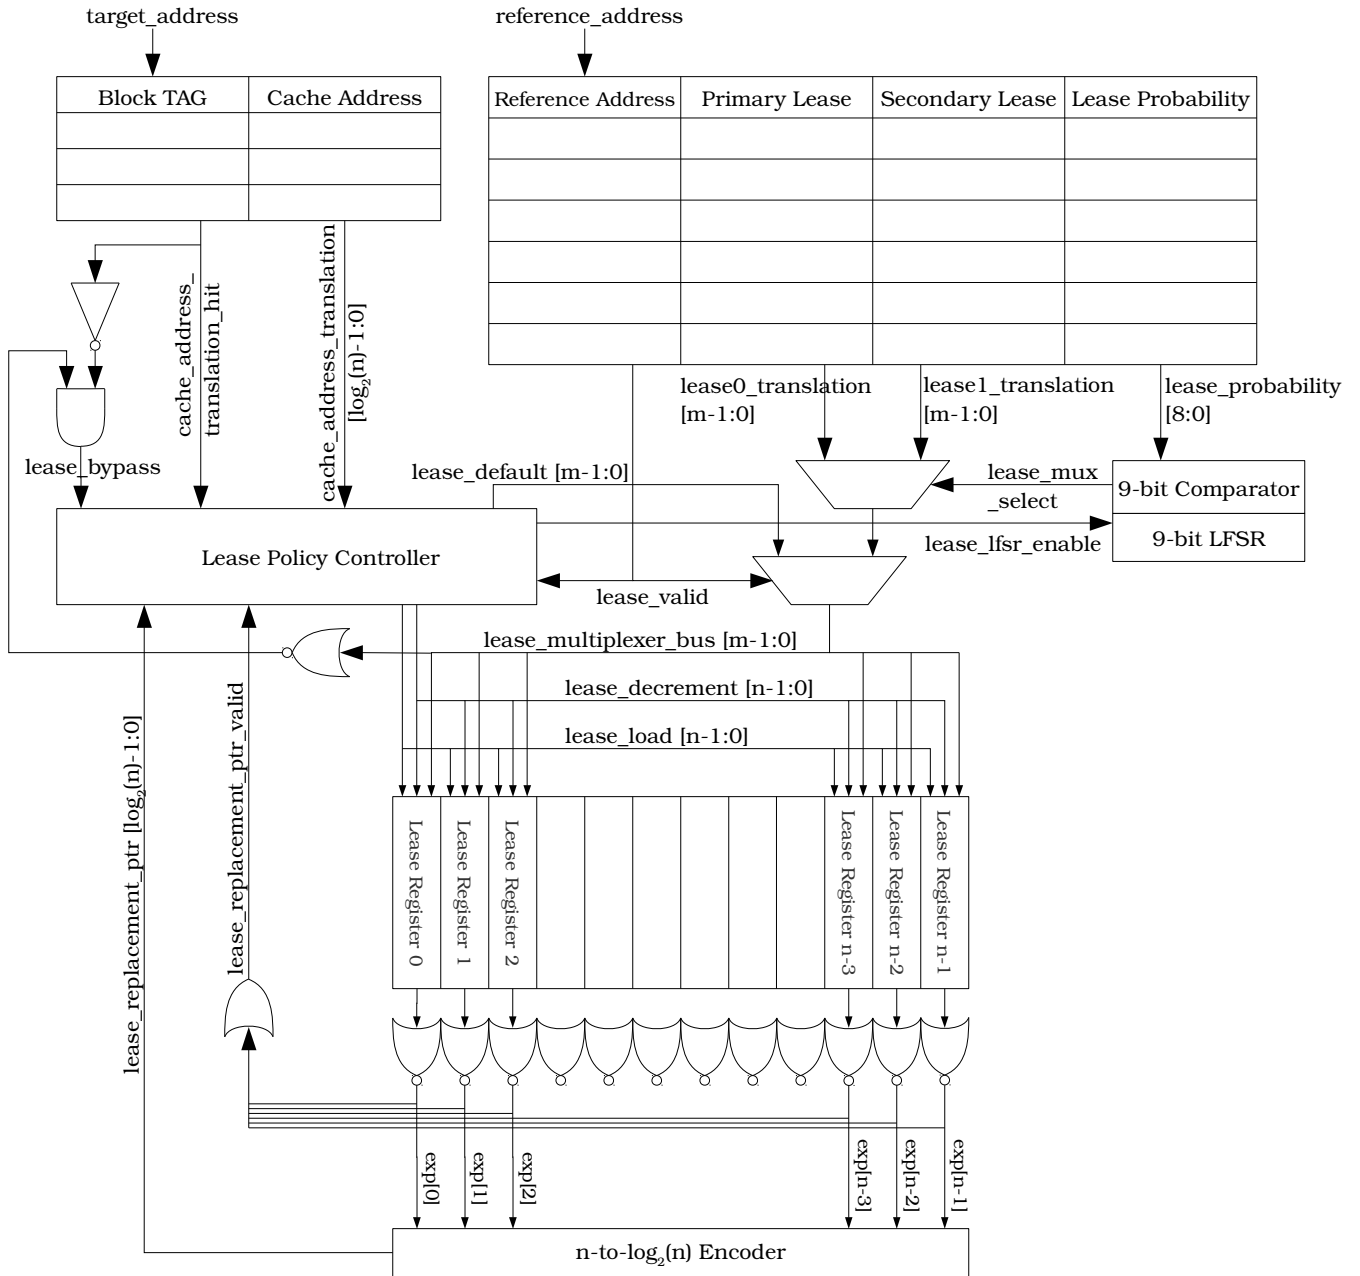 target_address
reference_address
Block TAG
Cache Address
Reference Address
Primary Lease
Secondary Lease
Lease Probability
cache_address_
translation_hit
cache_address_translation
[log₂(n)-1:0]
lease0_translation
[m-1:0]
lease1_translation
[m-1:0]
lease_probability
[8:0]
lease_bypass
lease_default [m-1:0]
lease_mux
_select
9-bit Comparator
9-bit LFSR
lease_lfsr_enable
Lease Policy Controller
lease_valid
lease_multiplexer_bus [m-1:0]
lease_decrement [n-1:0]
lease_load [n-1:0]
lease_replacement_ptr [log₂(n)-1:0]
lease_replacement_ptr_valid
Lease Register 0
Lease Register 1
Lease Register 2
Lease Register n-3
Lease Register n-2
Lease Register n-1
exp[0]
exp[1]
exp[2]
exp[n-3]
exp[n-2]
exp[n-1]
n-to-log₂(n) Encoder